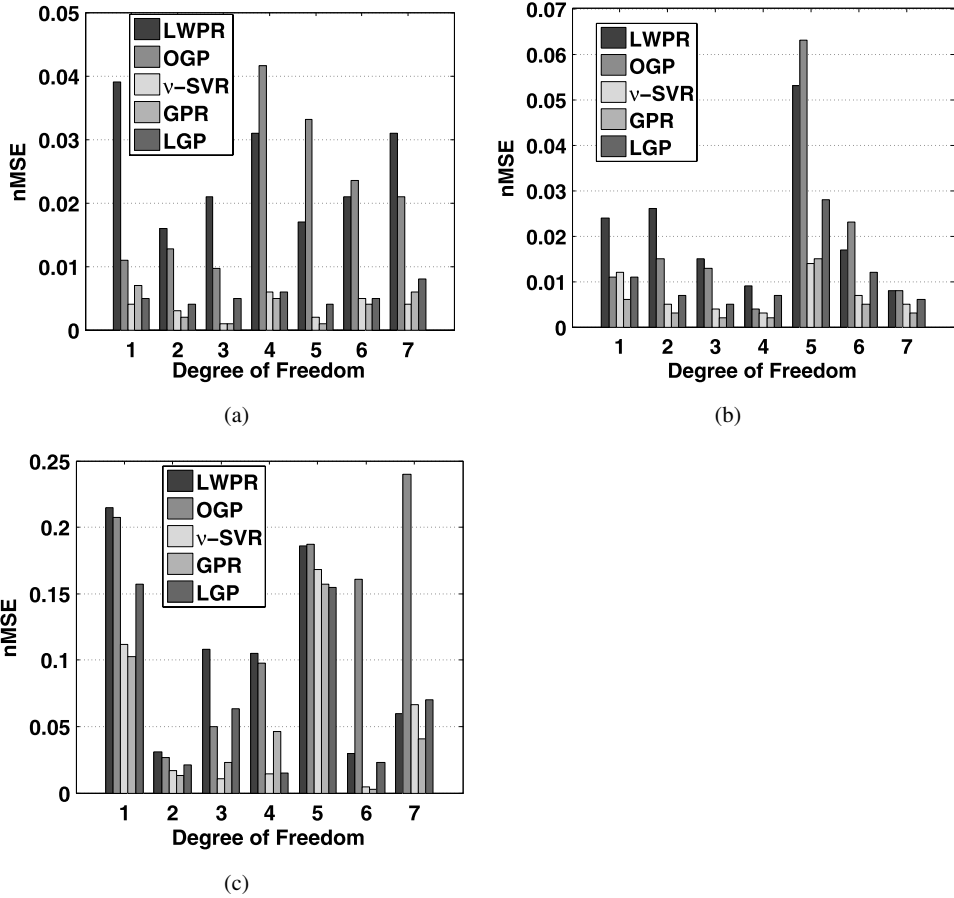 0.05
0.04
0.03
0.02
0.01
0
nMSE
LWPR
OGP
ν−SVR
GPR
LGP
1 2 3 4 5 6 7
Degree of Freedom
(a)
0.07
0.06
0.05
0.04
0.03
0.02
0.01
0
nMSE
LWPR
OGP
ν−SVR
GPR
LGP
1 2 3 4 5 6 7
Degree of Freedom
(b)
0.25
0.2
0.15
0.1
0.05
0
nMSE
LWPR
OGP
ν−SVR
GPR
LGP
1 2 3 4 5 6 7
Degree of Freedom
(c)